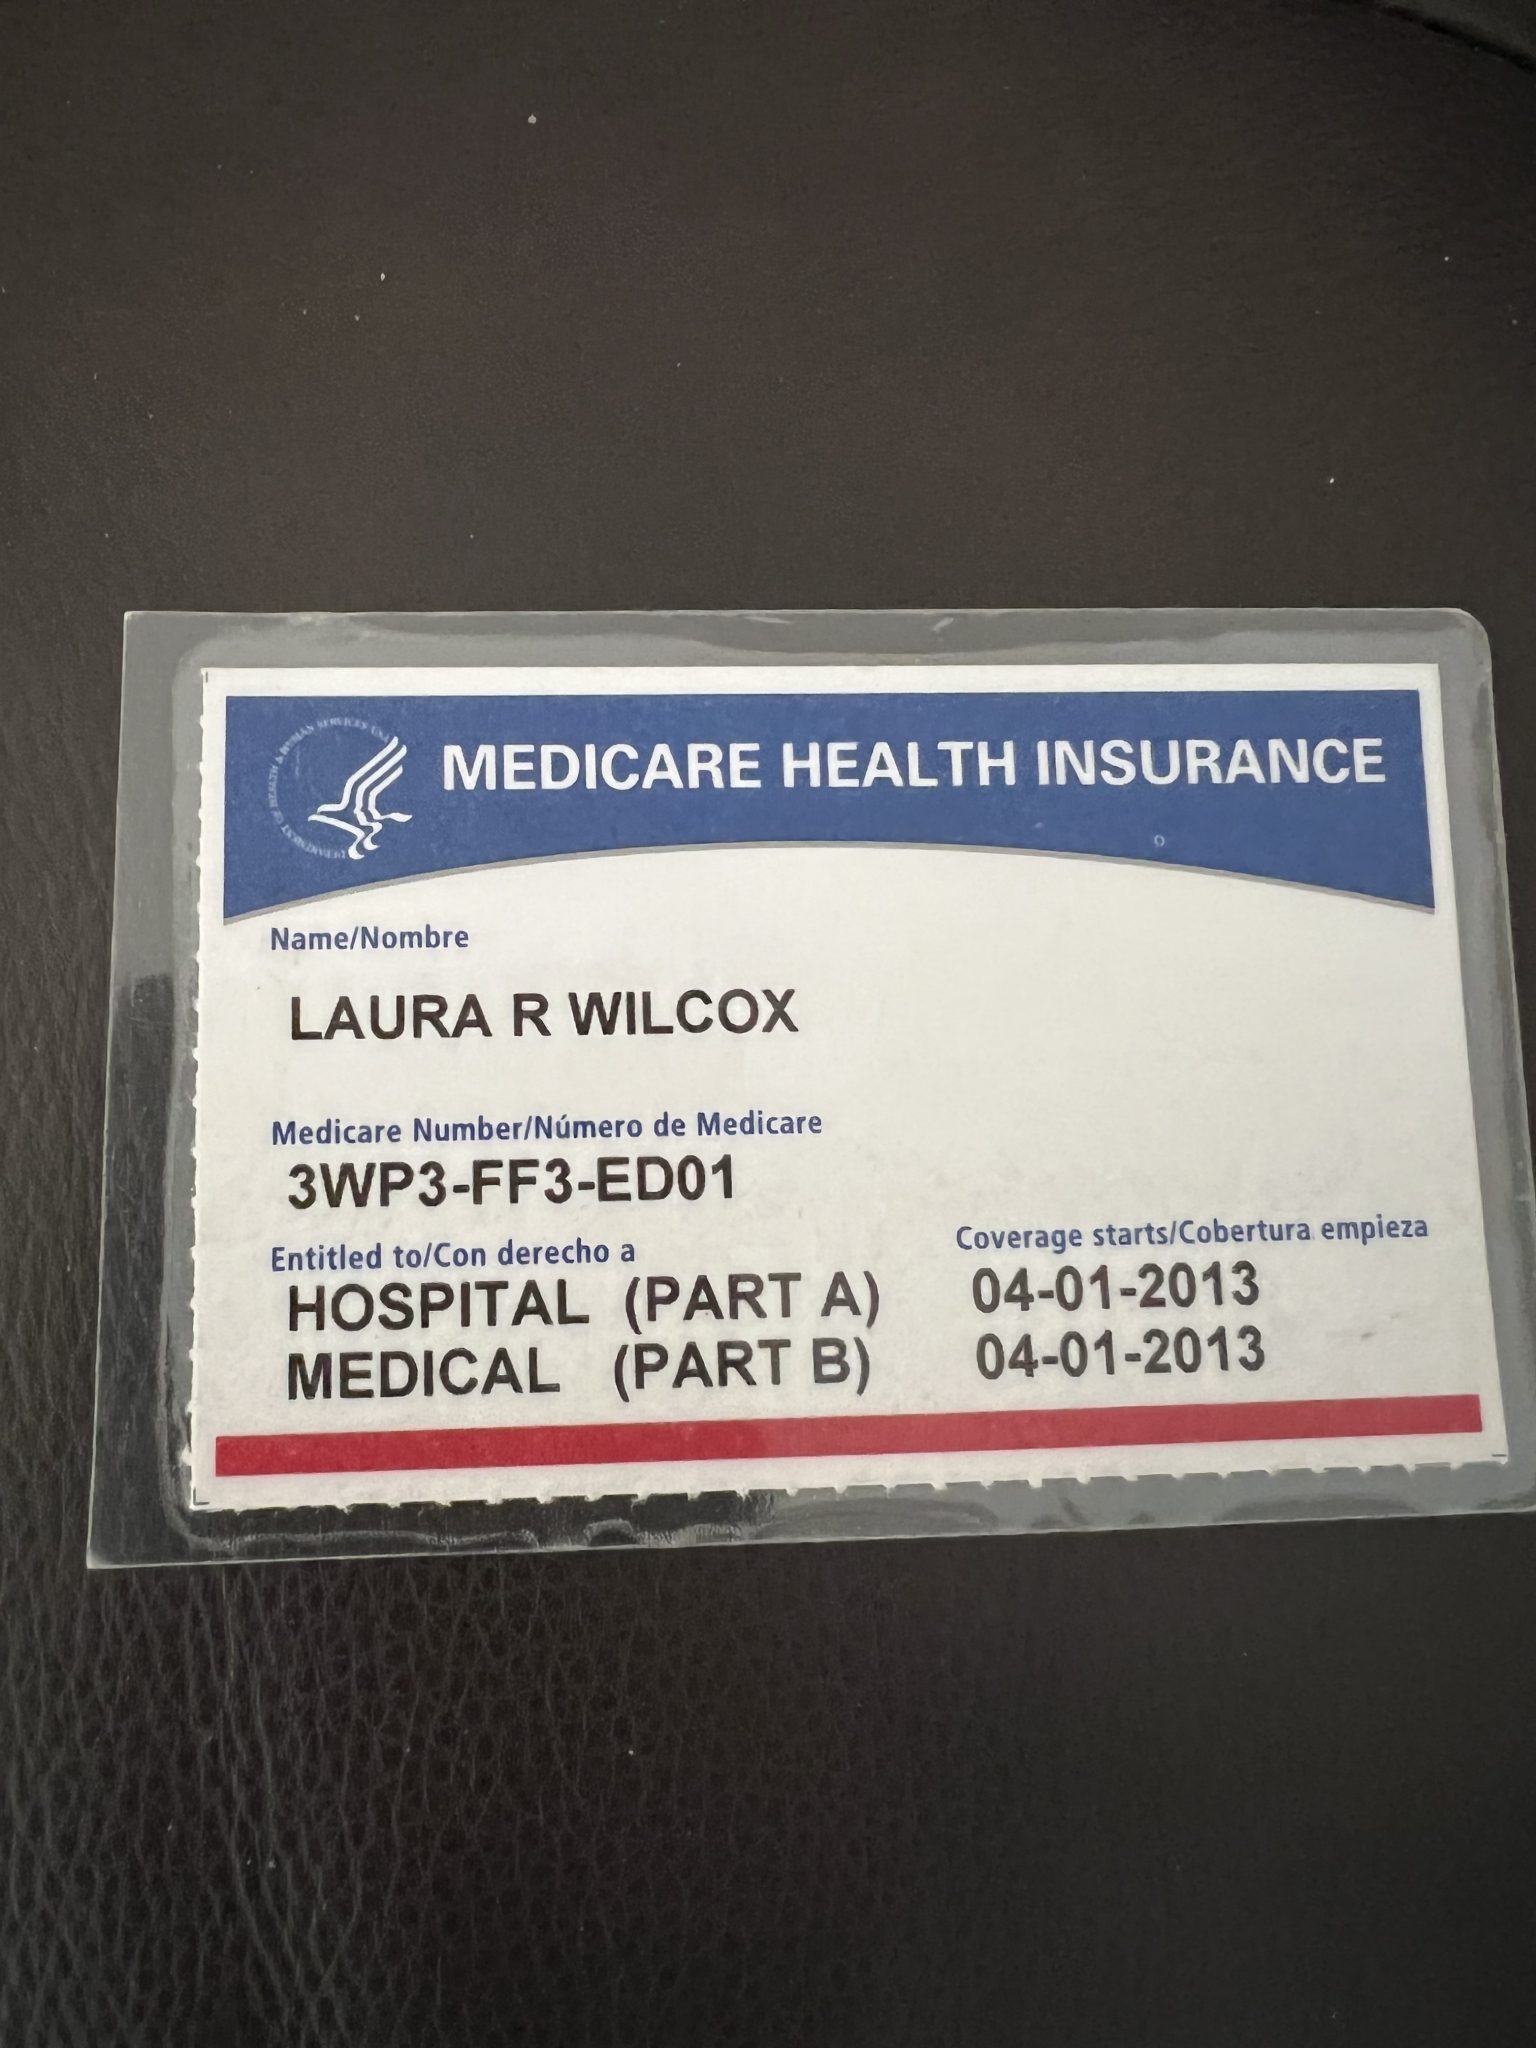 MEDICARE HEALTH INSURANCE
DEPARTMENT OF HEALTH & HUMAN SERVICES USA
Name/Nombre
LAURA R WILCOX
Medicare Number/Número de Medicare
3WP3-FF3-ED01
Entitled to/Con derecho a Coverage starts/Cobertura empieza
HOSPITAL (PART A) 04-01-2013
MEDICAL (PART B) 04-01-2013